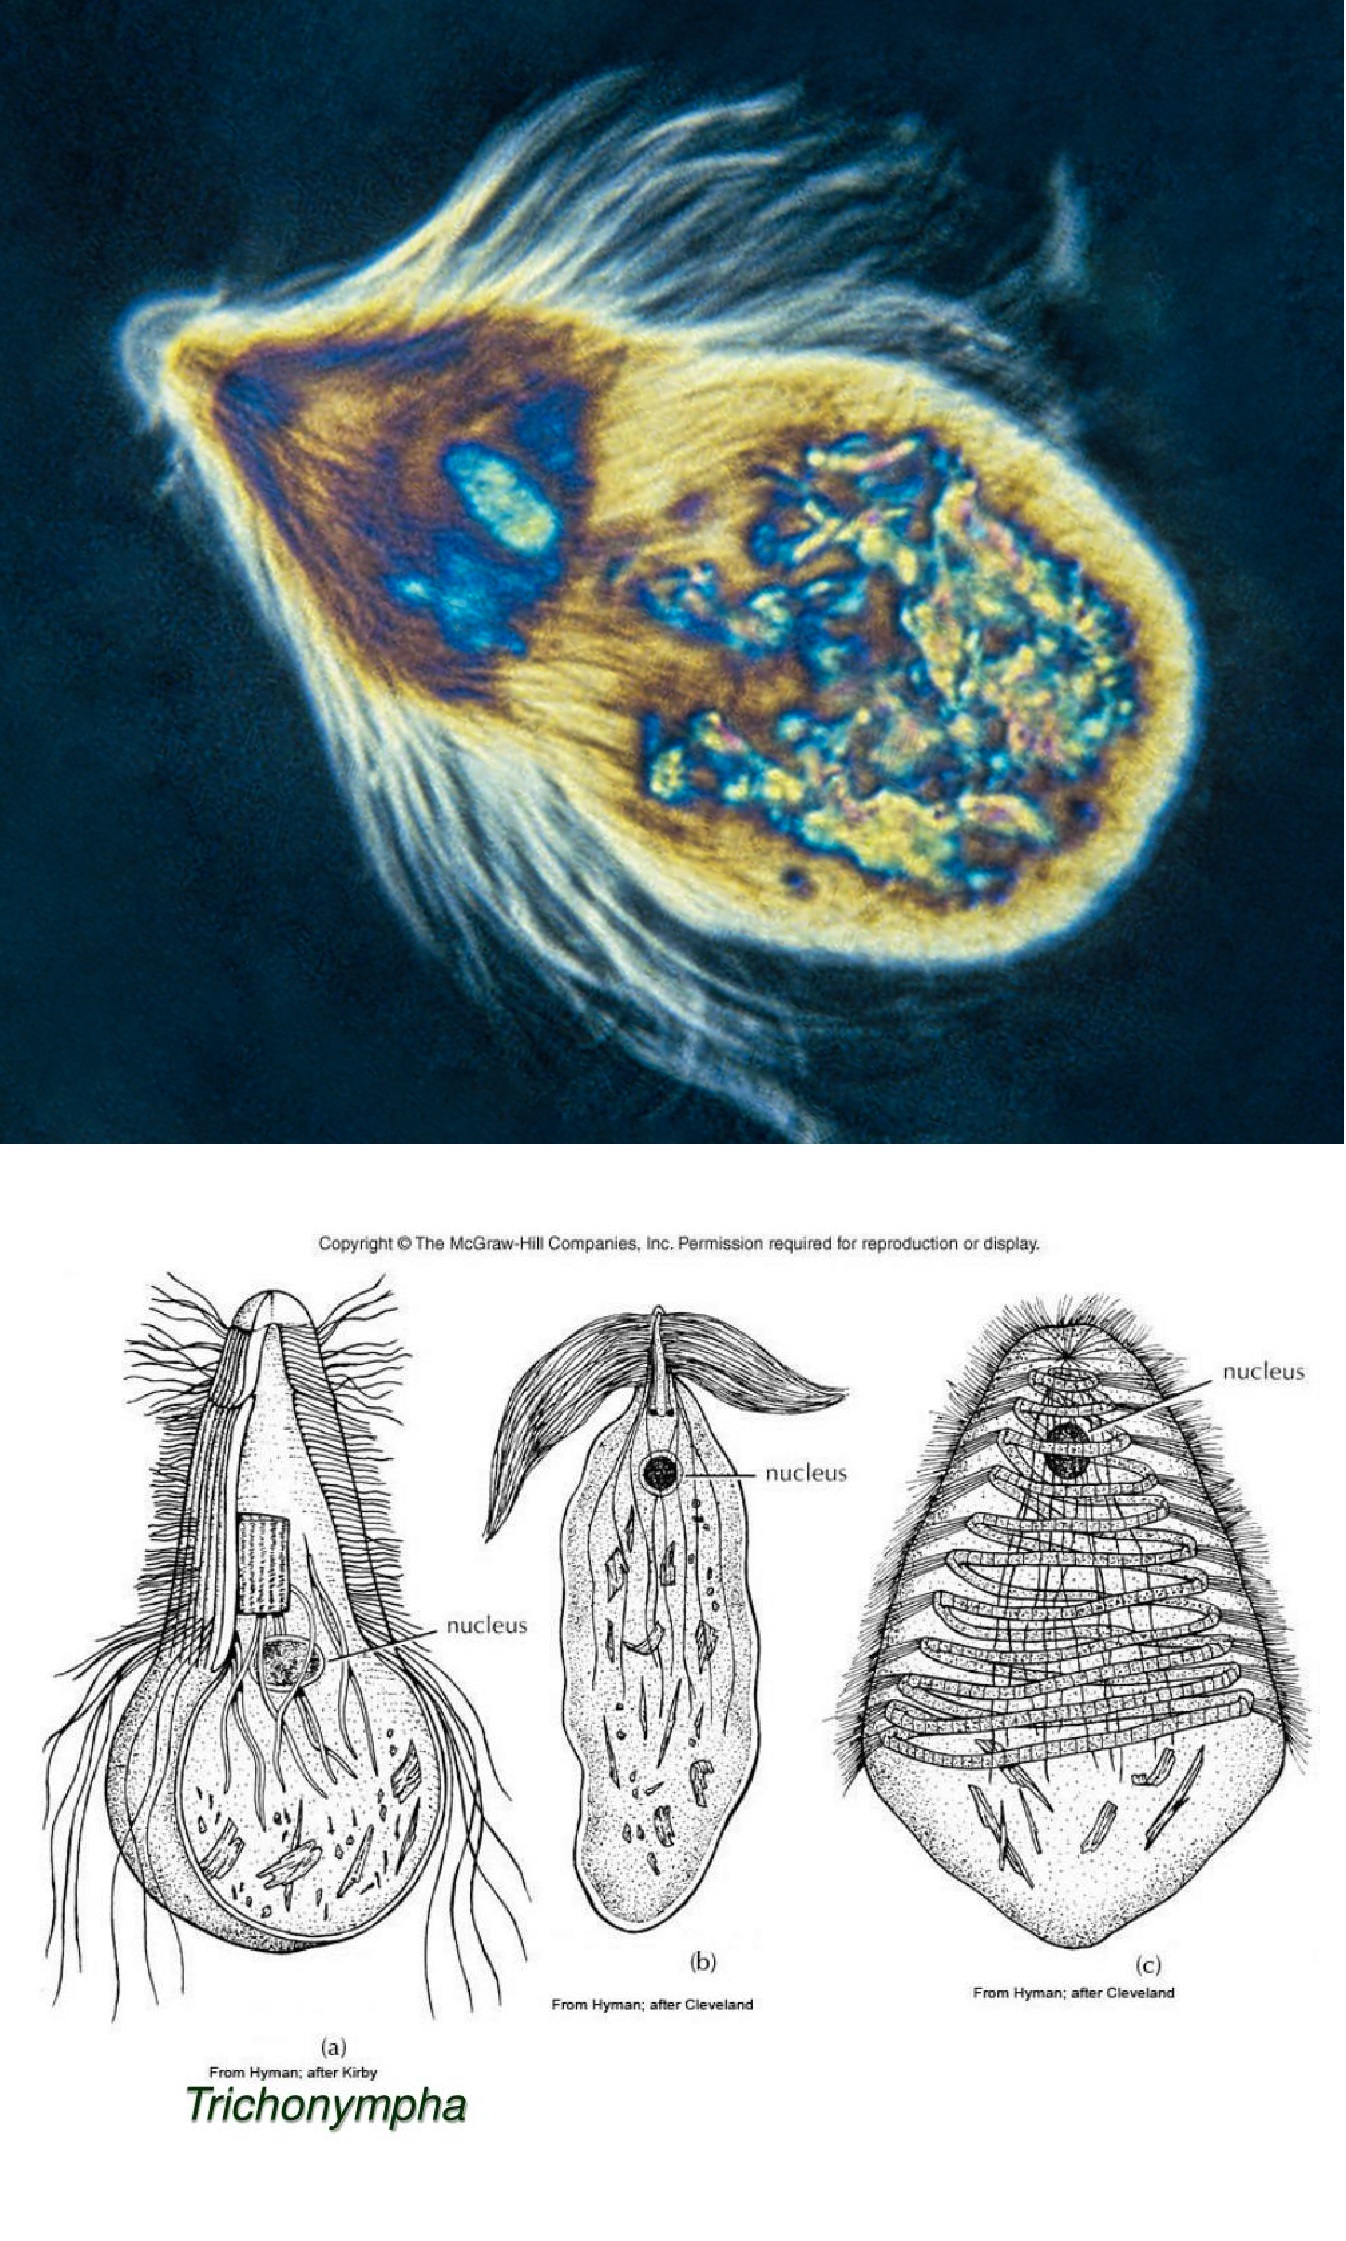 Copyright © The McGraw-Hill Companies, Inc. Permission required for reproduction or display.
nucleus
nucleus
nucleus
(b)
(c)
From Hyman; after Cleveland
From Hyman; after Cleveland
(a)
From Hyman; after Kirby
Trichonympha